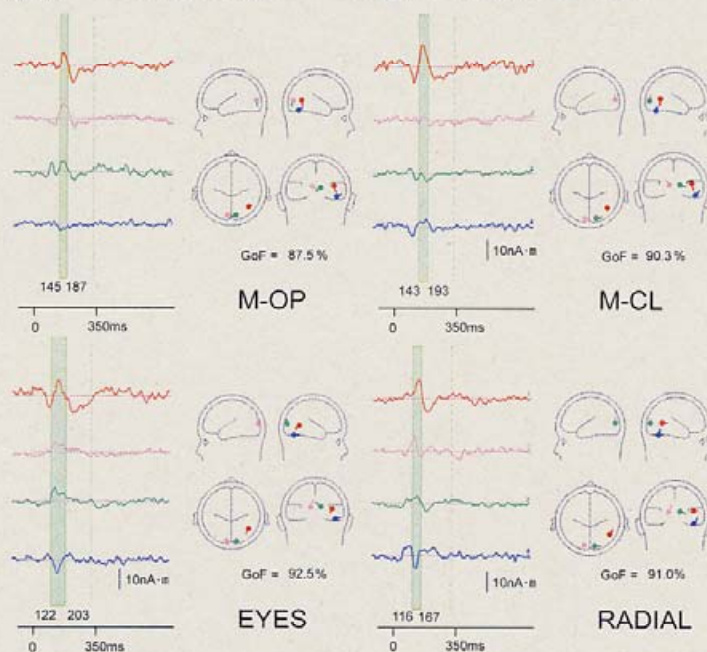 GoF = 87.5%
145 187
M-OP
0 350ms
10nA·m
GoF = 90.3%
143 193
M-CL
0 350ms
10nA·m
GoF = 92.5%
122 203
EYES
0 350ms
10nA·m
GoF = 91.0%
116 167
RADIAL
0 350ms